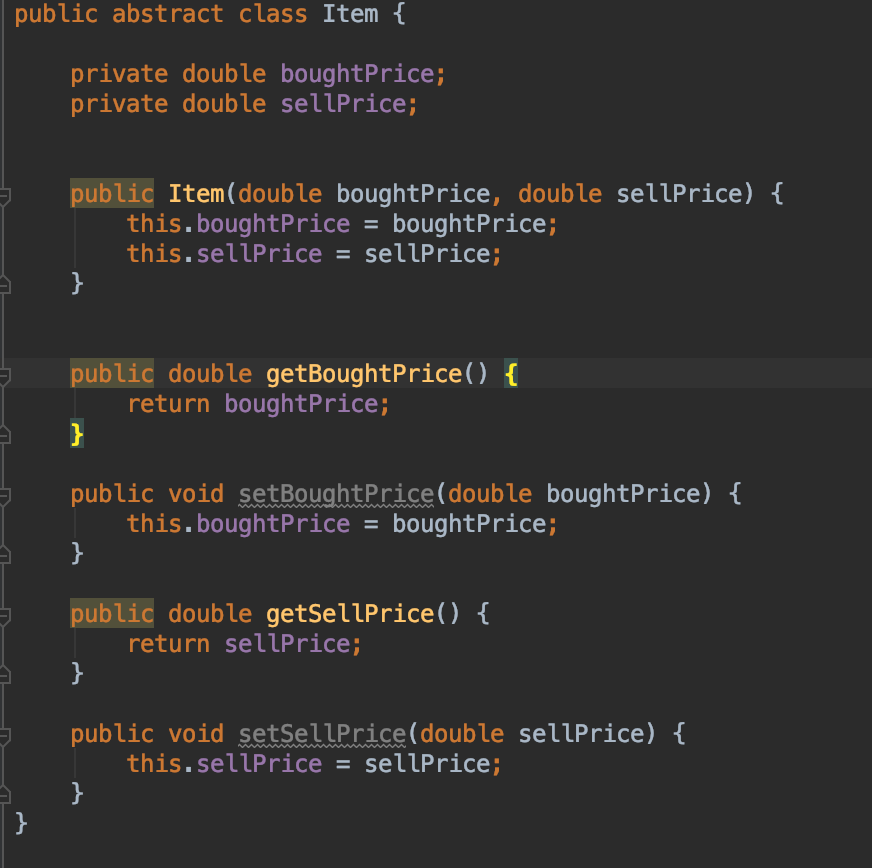 public abstract class Item {
    private double boughtPrice;
    private double sellPrice;
    public Item(double boughtPrice, double sellPrice) {
        this.boughtPrice = boughtPrice;
        this.sellPrice = sellPrice;
    }
    public double getBoughtPrice() {
        return boughtPrice;
    }
    public void setBoughtPrice(double boughtPrice) {
        this.boughtPrice = boughtPrice;
    }
    public double getSellPrice() {
        return sellPrice;
    }
    public void setSellPrice(double sellPrice) {
        this.sellPrice = sellPrice;
    }
}